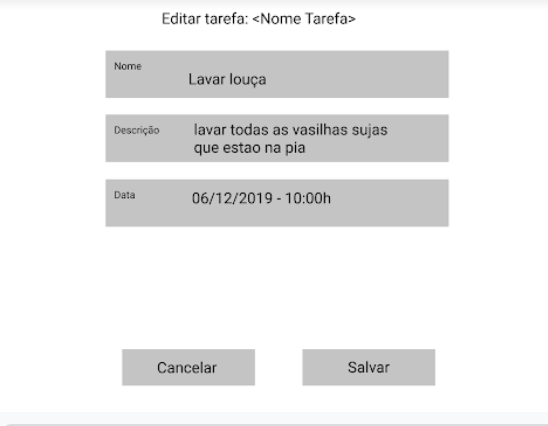 Editar tarefa: <Nome Tarefa>
Nome
Lavar louça
Descrição
lavar todas as vasilhas sujas
que estao na pia
Data
06/12/2019 - 10:00h
Cancelar
Salvar